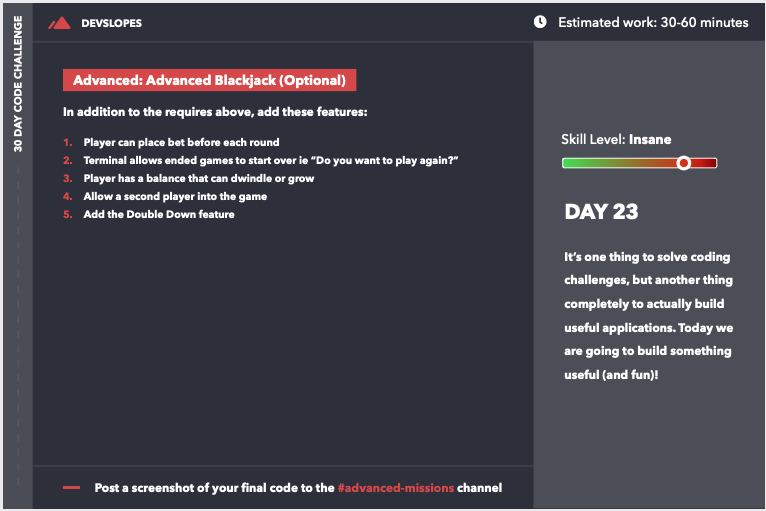 30 DAY CODE CHALLENGE
DEVSLOPES
Estimated work: 30-60 minutes
Advanced: Advanced Blackjack (Optional)
In addition to the requires above, add these features:
1. Player can place bet before each round
2. Terminal allows ended games to start over ie “Do you want to play again?”
3. Player has a balance that can dwindle or grow
4. Allow a second player into the game
5. Add the Double Down feature
Skill Level: Insane
DAY 23
It’s one thing to solve coding
challenges, but another thing
completely to actually build
useful applications. Today we
are going to build something
useful (and fun)!
Post a screenshot of your final code to the #advanced-missions channel